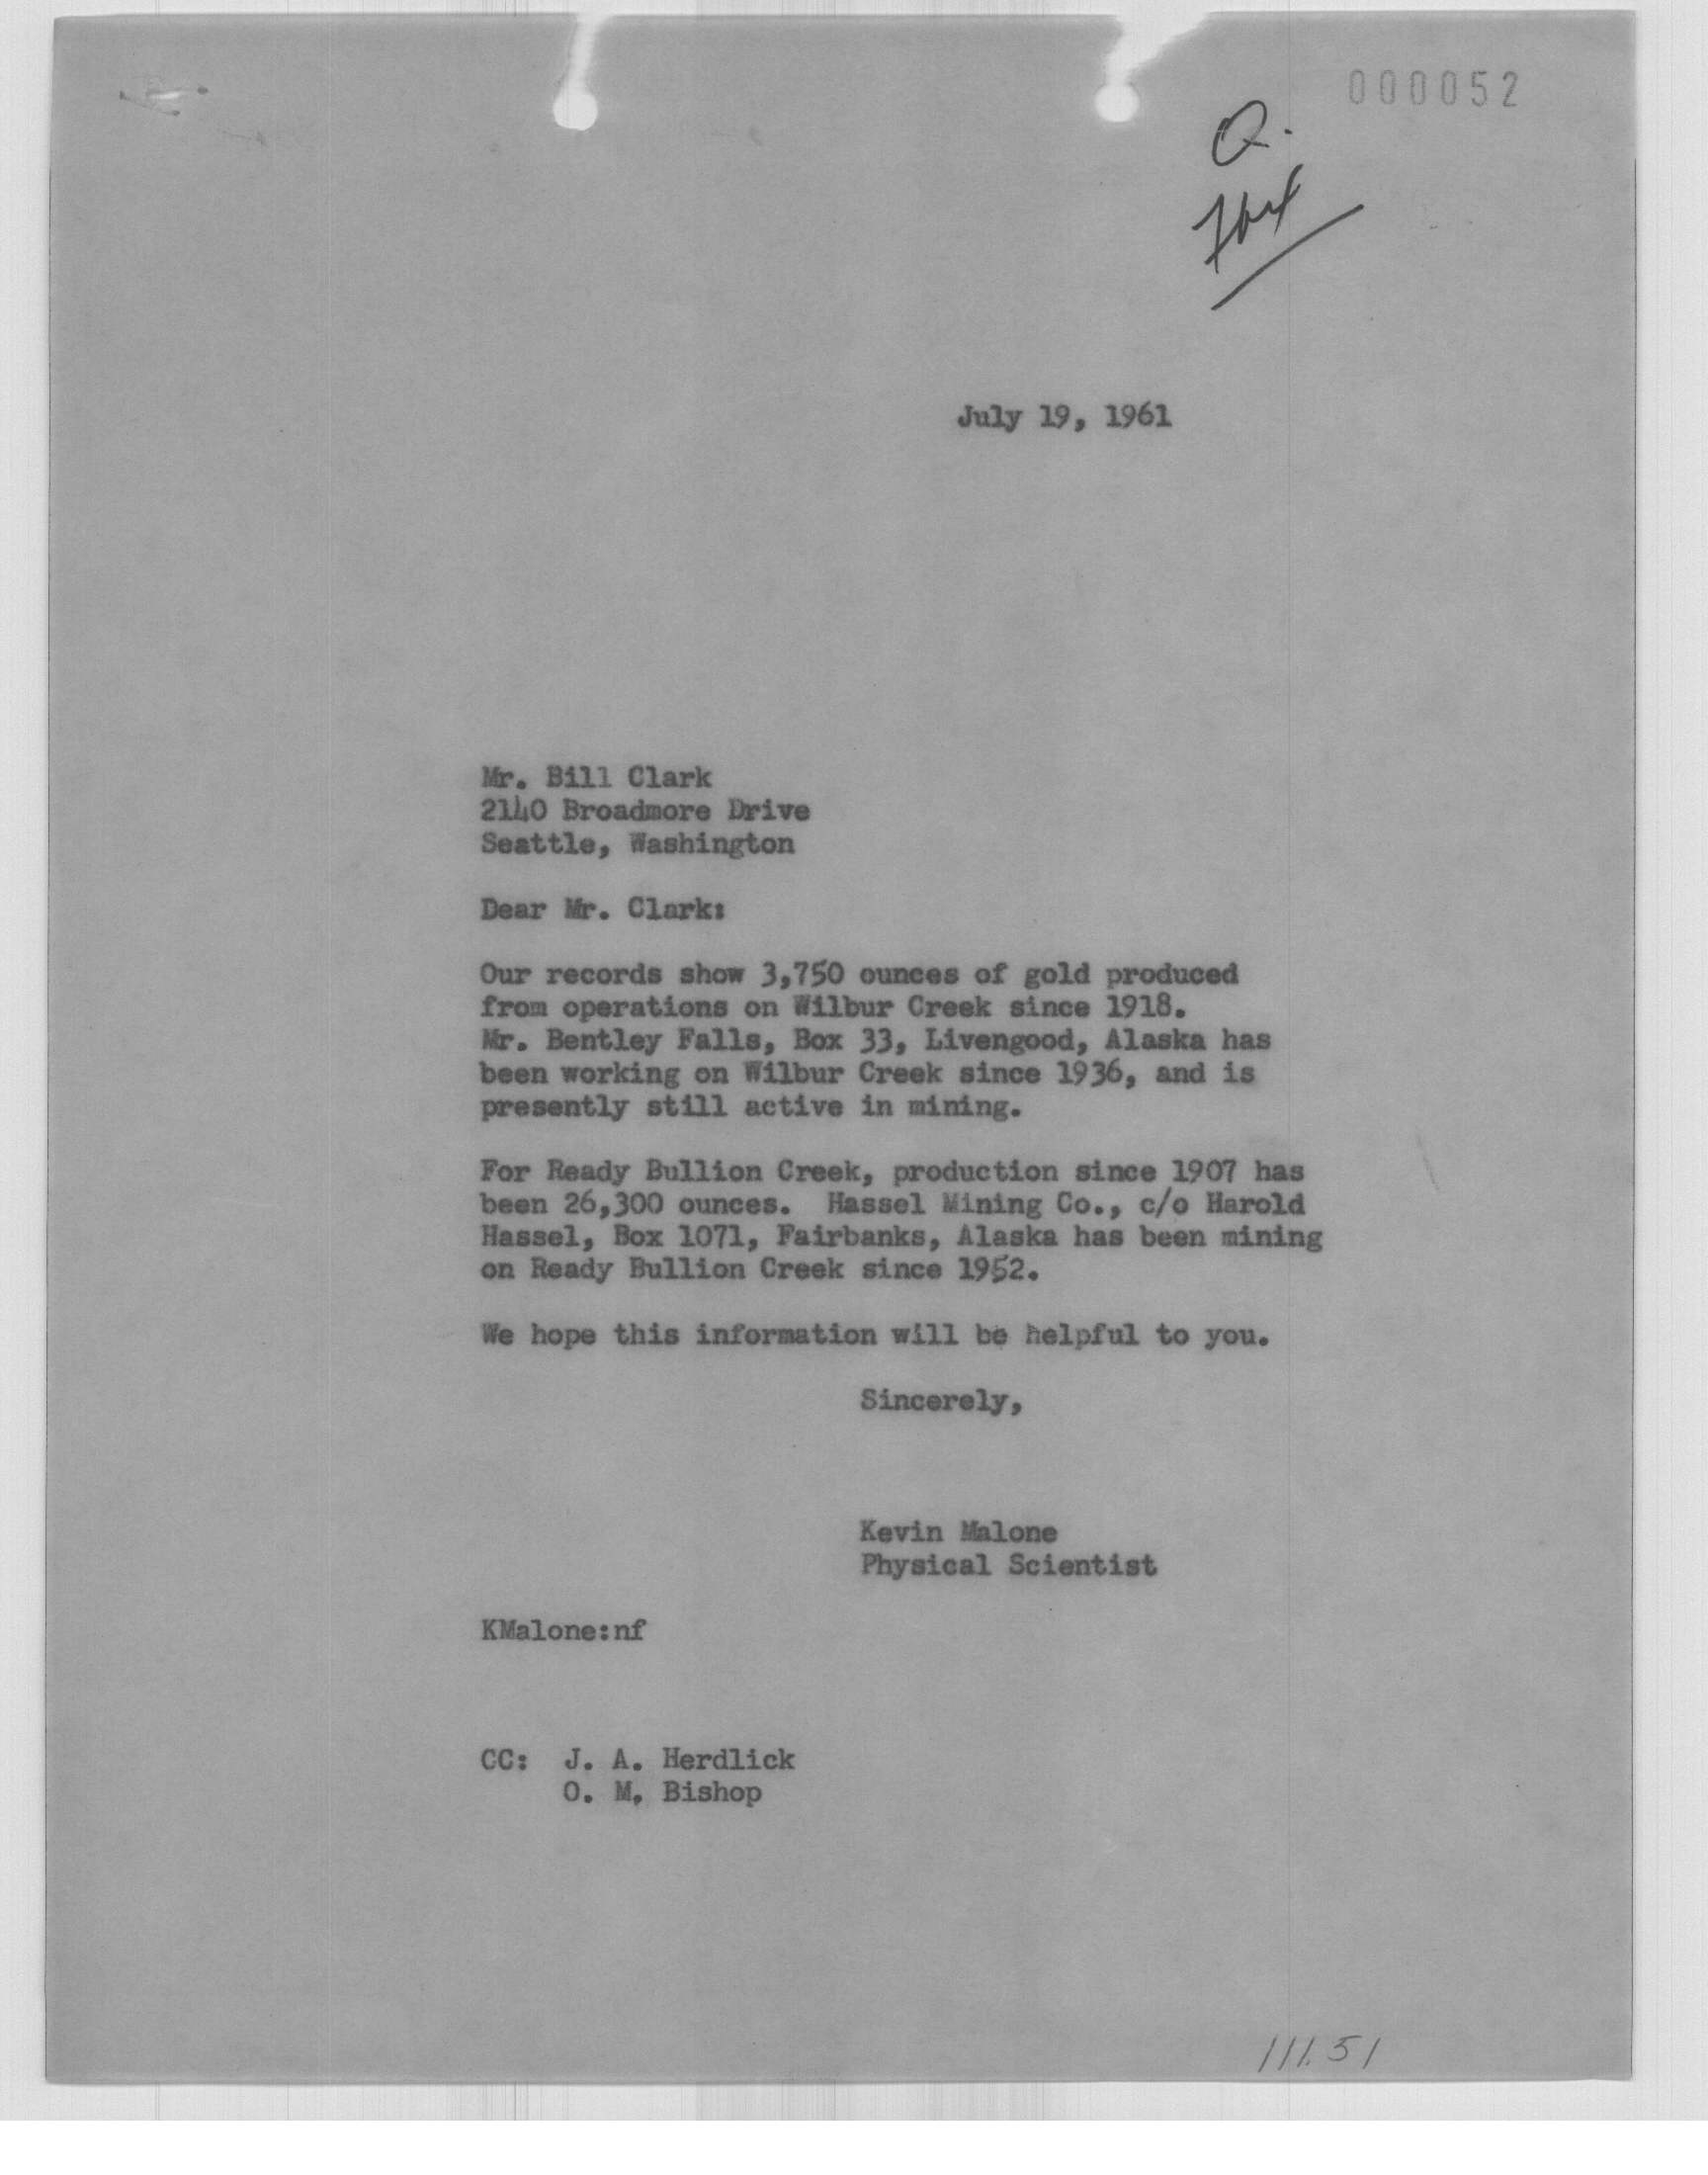 000052
Q.
July 19, 1961
Mr. Bill Clark
2140 Broadmore Drive
Seattle, Washington
Dear Mr. Clark:
Our records show 3,750 ounces of gold produced
from operations on Wilbur Creek since 1918.
Mr. Bentley Falls, Box 33, Livengood, Alaska has
been working on Wilbur Creek since 1936, and is
presently still active in mining.
For Ready Bullion Creek, production since 1907 has
been 26,300 ounces. Hassel Mining Co., c/o Harold
Hassel, Box 1071, Fairbanks, Alaska has been mining
on Ready Bullion Creek since 1952.
We hope this information will be helpful to you.
Sincerely,
Kevin Malone
Physical Scientist
KMalone:nf
CC: J. A. Herdlick
O. M. Bishop
111.51